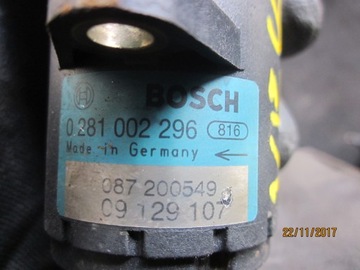 BOSCH
0 281 002 296 816
Made in Germany
087 200549
09 129 107
22/11/2017